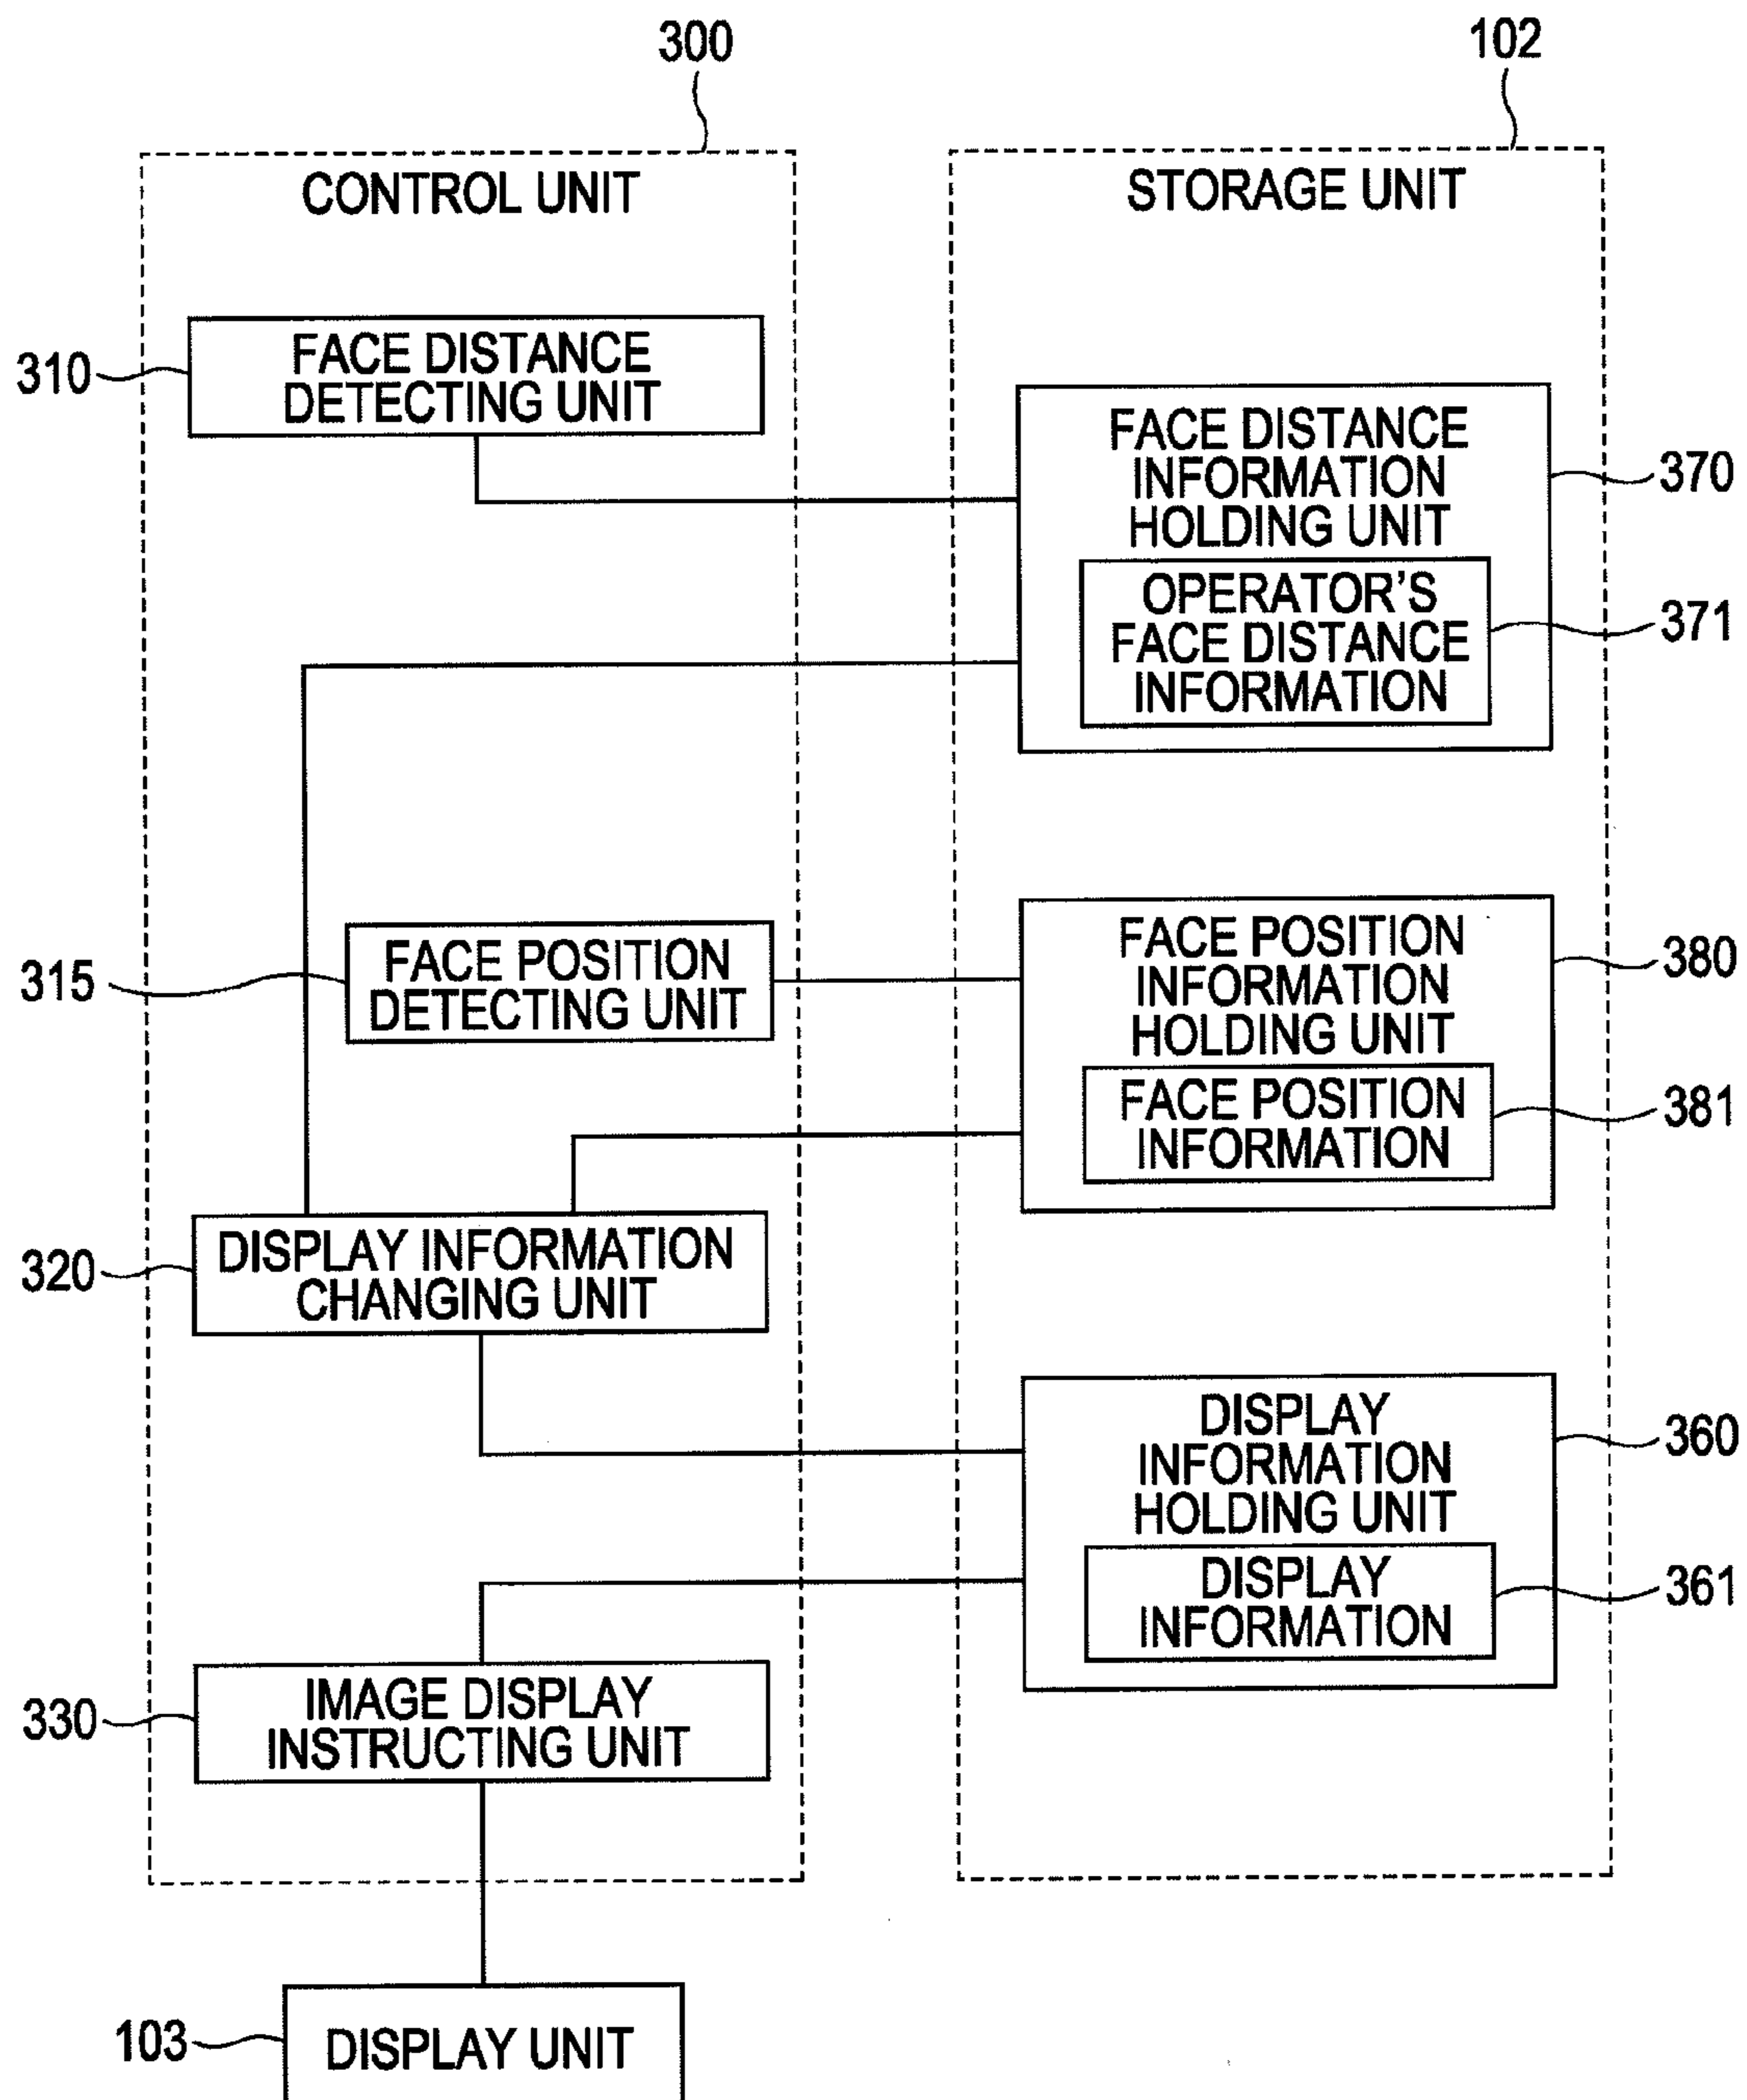 300
102
CONTROL UNIT
STORAGE UNIT
310
FACE DISTANCE
DETECTING UNIT
FACE DISTANCE
INFORMATION
HOLDING UNIT
370
OPERATOR'S
FACE DISTANCE
INFORMATION
371
315
FACE POSITION
DETECTING UNIT
FACE POSITION
INFORMATION
HOLDING UNIT
380
FACE POSITION
INFORMATION
381
320
DISPLAY INFORMATION
CHANGING UNIT
DISPLAY
INFORMATION
HOLDING UNIT
360
DISPLAY
INFORMATION
361
330
IMAGE DISPLAY
INSTRUCTING UNIT
103
DISPLAY UNIT